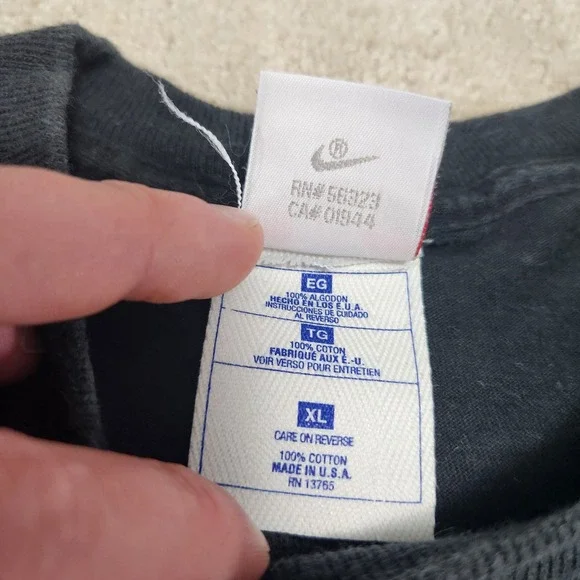 ®
RN# 56323
CA# 01944
EG
100% ALGODON
HECHO EN LOS E.U.A.
INSTRUCCIONES DE CUIDADO
AL REVERSO
TG
100% COTON
FABRIQUÉ AUX É.-U.
VOIR VERSO POUR ENTRETIEN
XL
CARE ON REVERSE
100% COTTON
MADE IN U.S.A.
RN 13765